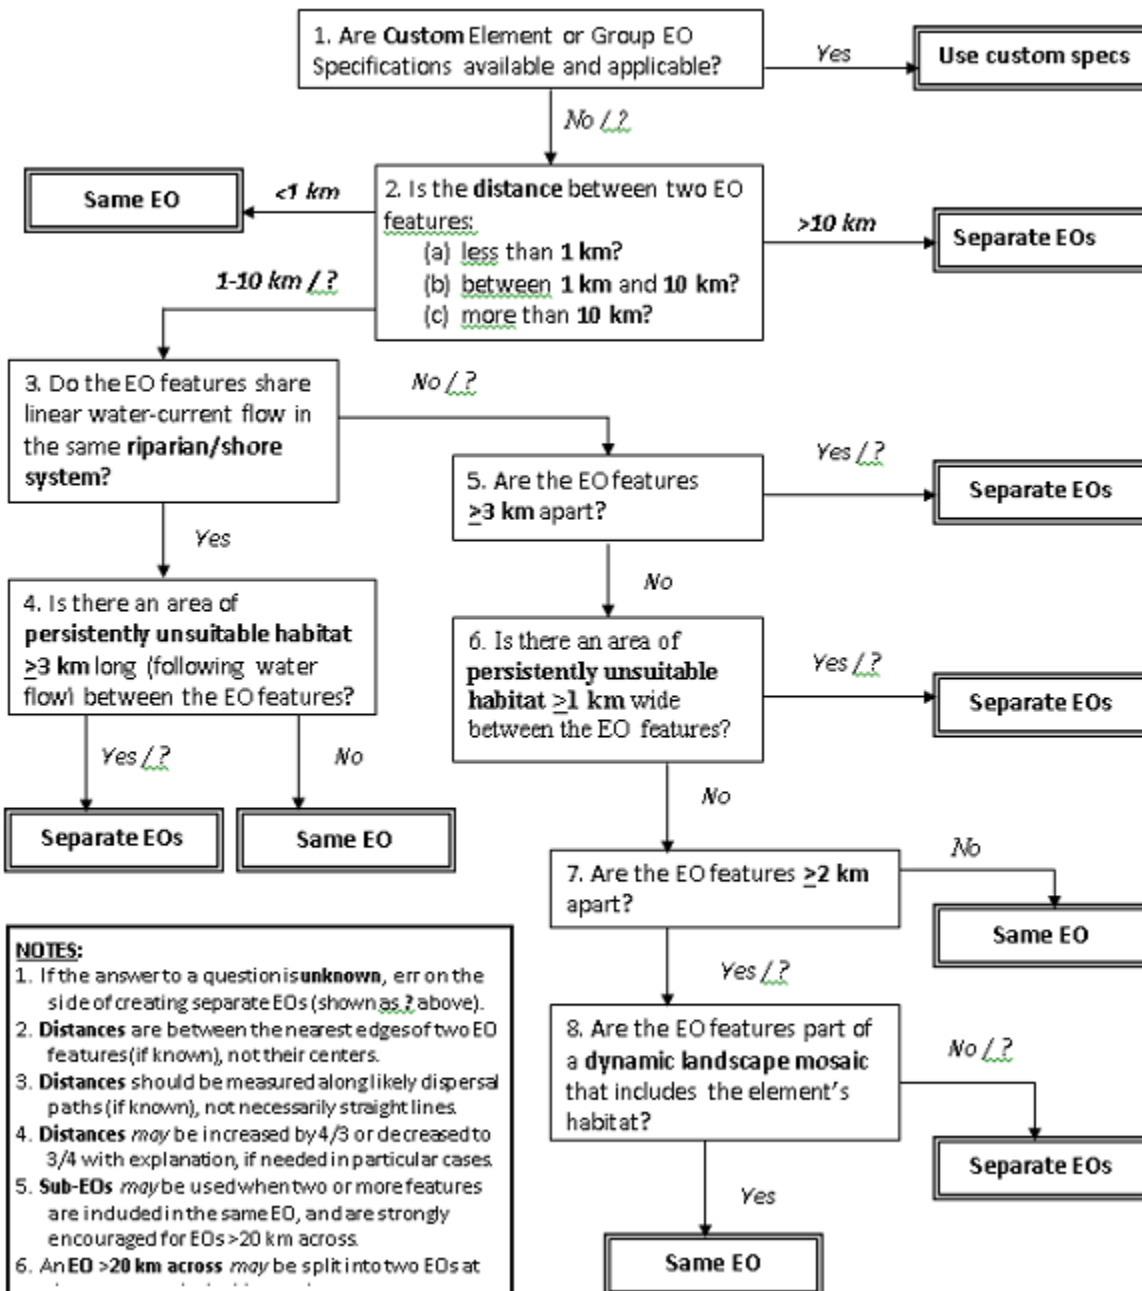 1. Are Custom Element or Group EO
Specifications available and applicable?
Yes
Use custom specs
No / ?
2. Is the distance between two EO
features:
(a) less than 1 km?
(b) between 1 km and 10 km?
(c) more than 10 km?
<1 km
Same EO
>10 km
Separate EOs
1-10 km / ?
3. Do the EO features share
linear water-current flow in
the same riparian/shore
system?
No / ?
Yes
4. Is there an area of
persistently unsuitable habitat
≥3 km long (following water
flow) between the EO features?
Yes / ?
No
Separate EOs
Same EO
5. Are the EO features
≥3 km apart?
Yes / ?
Separate EOs
No
6. Is there an area of
persistently unsuitable
habitat ≥1 km wide
between the EO features?
Yes / ?
Separate EOs
No
7. Are the EO features ≥2 km
apart?
No
Same EO
Yes / ?
8. Are the EO features part of
a dynamic landscape mosaic
that includes the element's
habitat?
No / ?
Separate EOs
Yes
Same EO
NOTES:
1. If the answer to a question is unknown, err on the
side of creating separate EOs (shown as ? above).
2. Distances are between the nearest edges of two EO
features (if known), not their centers.
3. Distances should be measured along likely dispersal
paths (if known), not necessarily straight lines.
4. Distances may be increased by 4/3 or decreased to
3/4 with explanation, if needed in particular cases.
5. Sub-EOs may be used when two or more features
are included in the same EO, and are strongly
encouraged for EOs >20 km across.
6. An EO >20 km across may be split into two EOs at